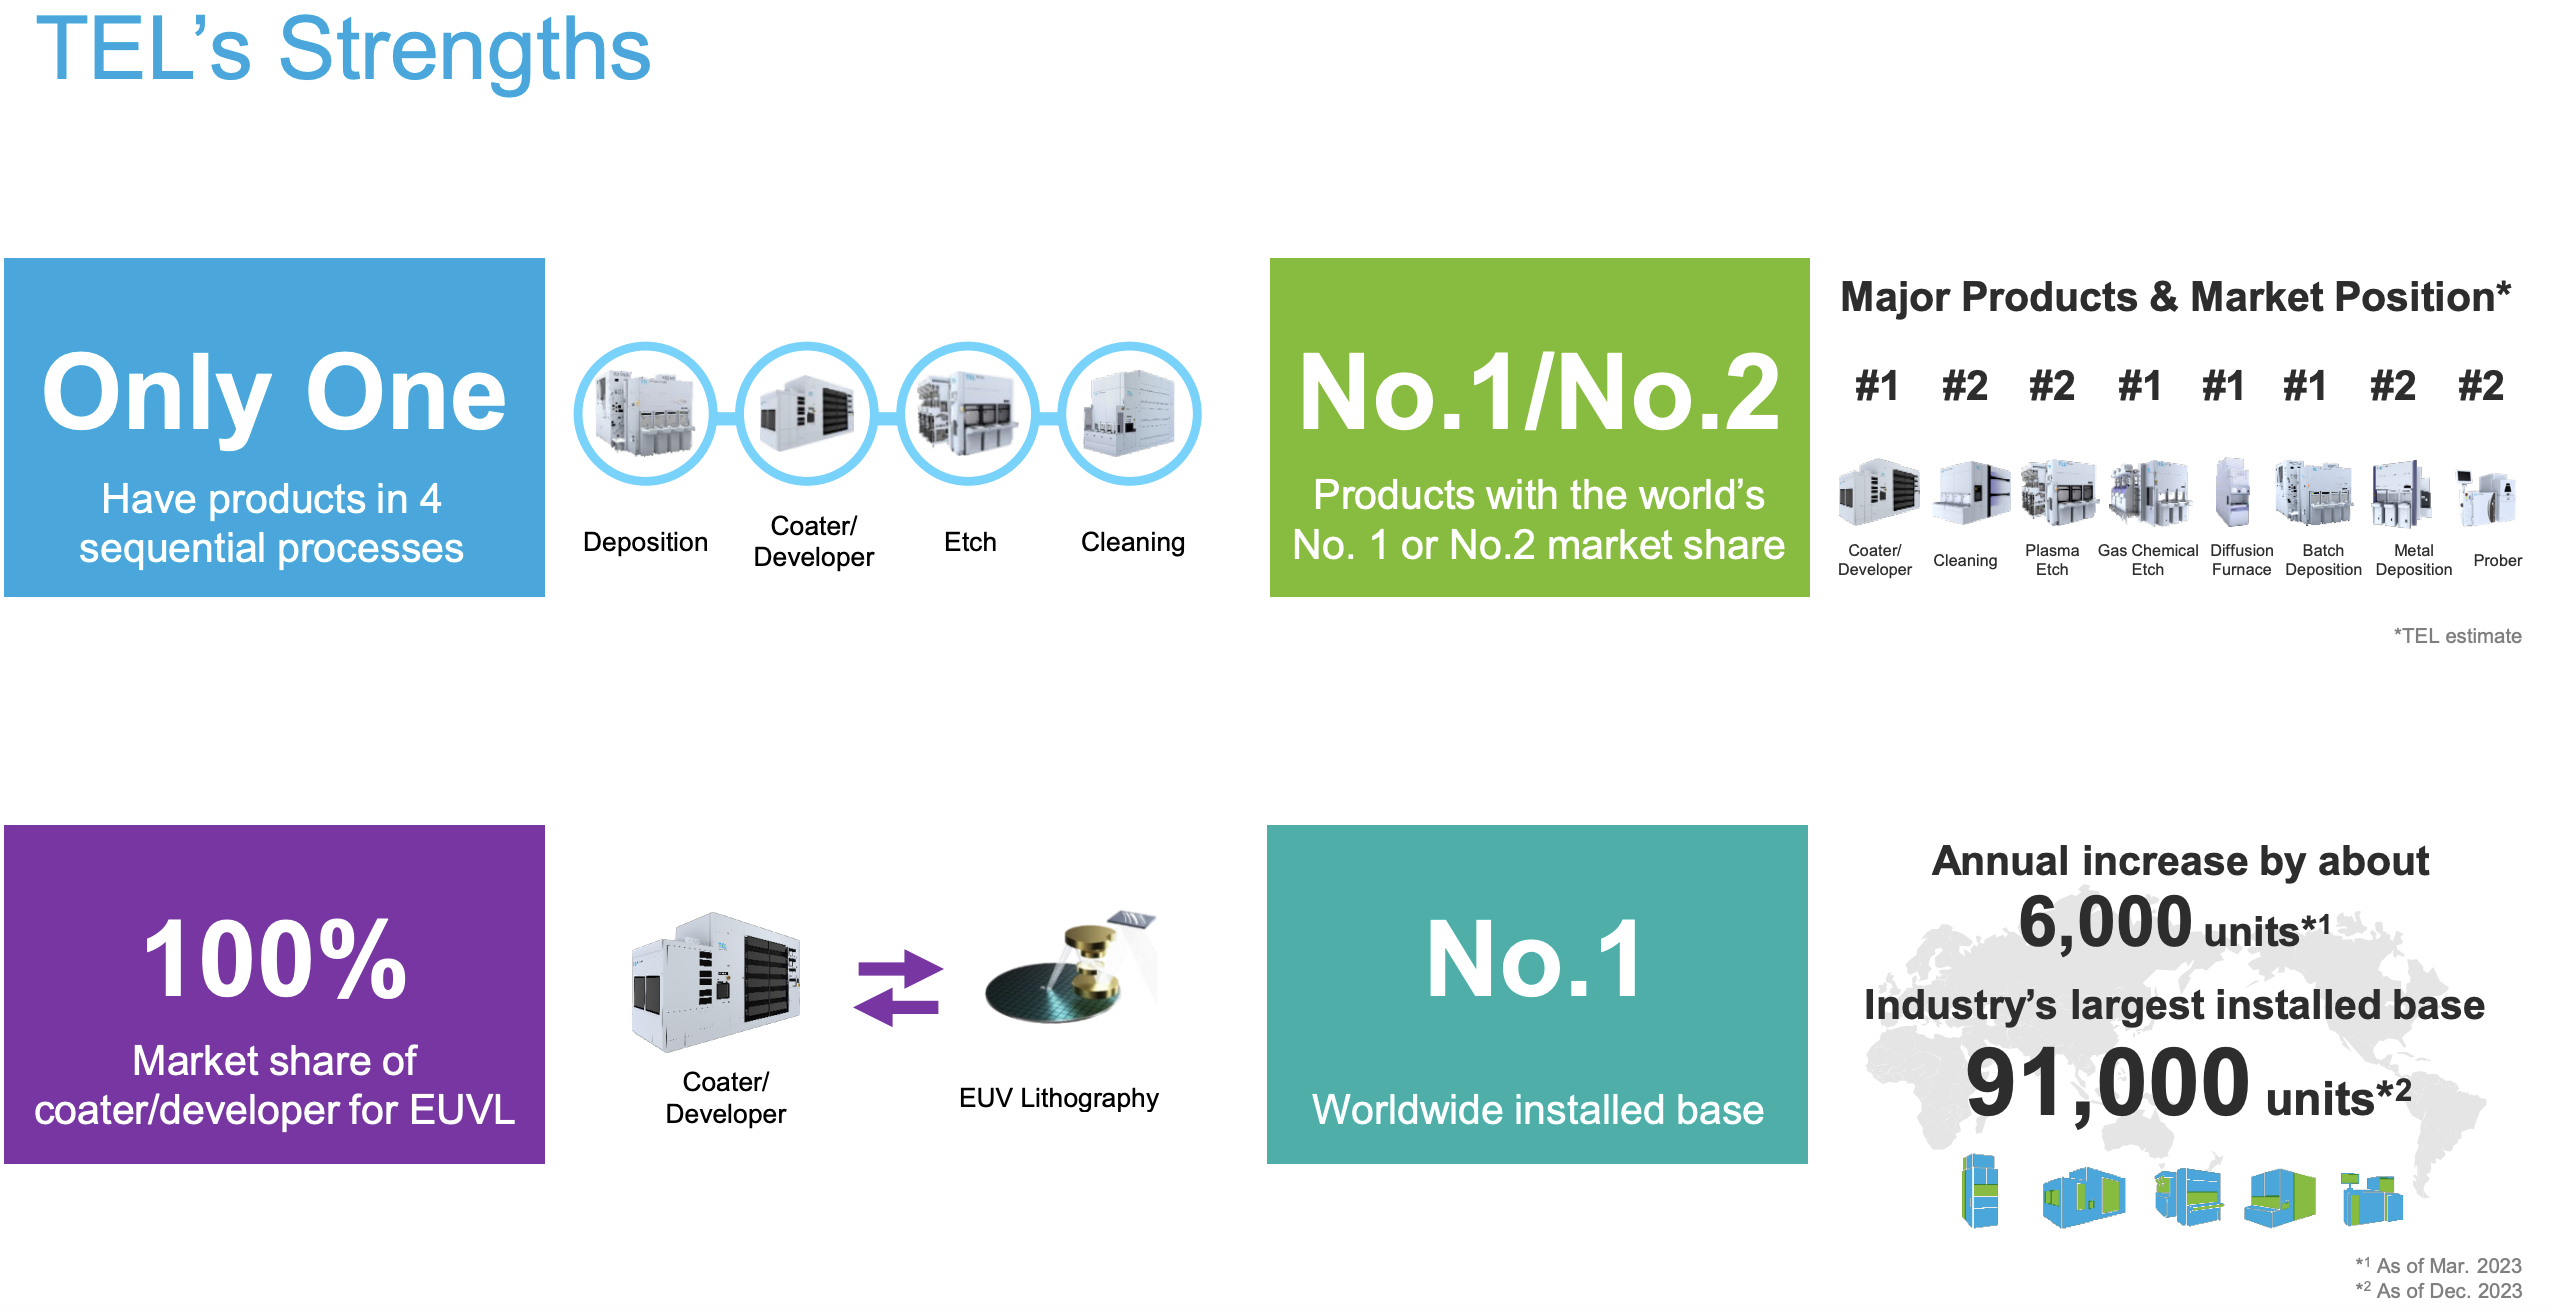 TEL’s Strengths
Only One
Have products in 4
sequential processes
Deposition
Coater/
Developer
Etch
Cleaning
No.1/No.2
Products with the world’s
No. 1 or No.2 market share
Major Products & Market Position*
#1 #2 #2 #1 #1 #1 #2 #2
Coater/
Developer
Cleaning
Plasma
Etch
Gas Chemical
Etch
Diffusion
Furnace
Batch
Deposition
Metal
Deposition
Prober
*TEL estimate
100%
Market share of
coater/developer for EUVL
Coater/
Developer
EUV Lithography
No.1
Worldwide installed base
Annual increase by about
6,000 units*1
Industry’s largest installed base
91,000 units*2
*1 As of Mar. 2023
*2 As of Dec. 2023